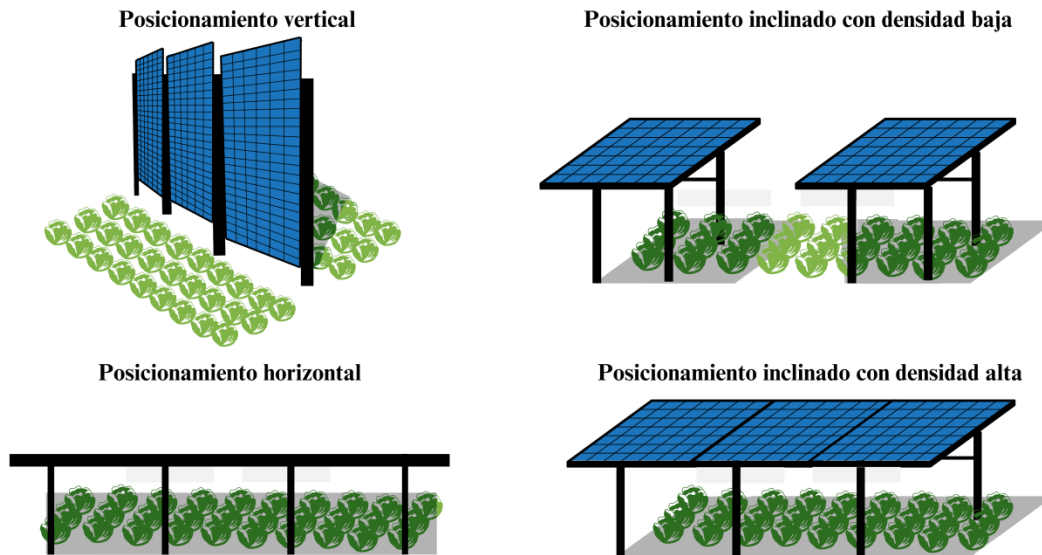 Posicionamiento vertical
Posicionamiento inclinado con densidad baja
Posicionamiento horizontal
Posicionamiento inclinado con densidad alta